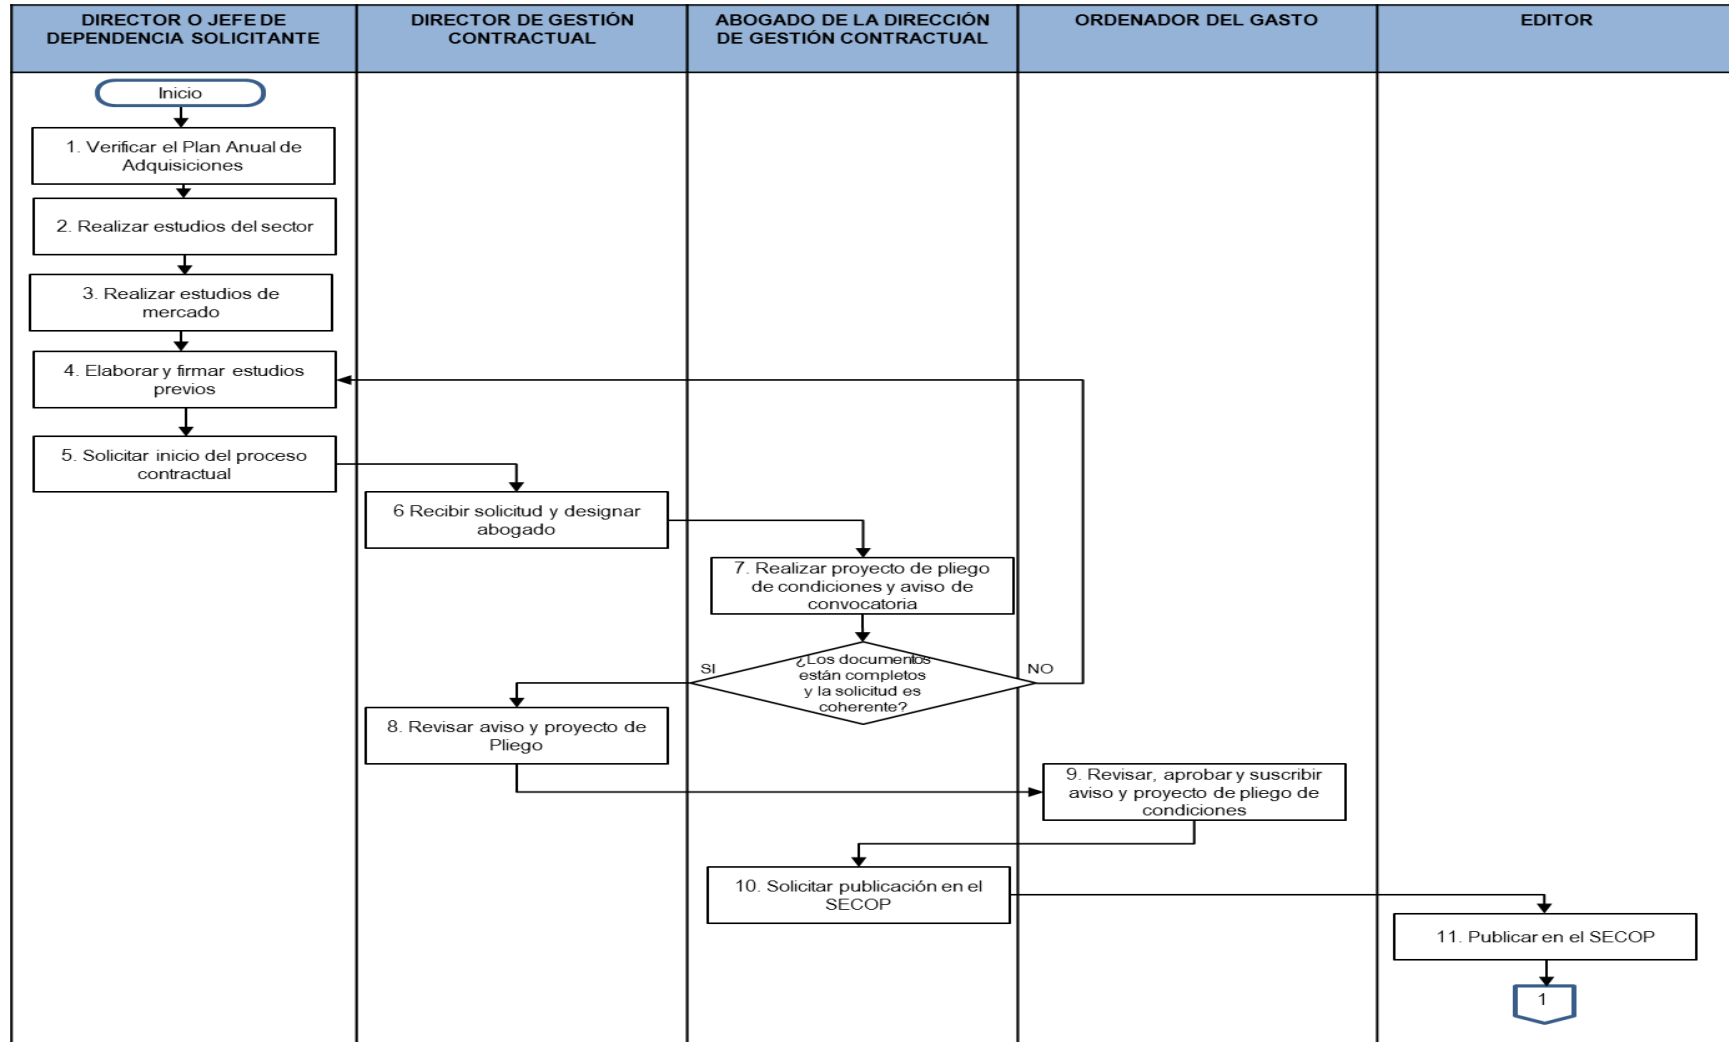 DIRECTOR O JEFE DE
DEPENDENCIA SOLICITANTE
DIRECTOR DE GESTIÓN
CONTRACTUAL
ABOGADO DE LA DIRECCIÓN
DE GESTIÓN CONTRACTUAL
ORDENADOR DEL GASTO
EDITOR
Inicio
1. Verificar el Plan Anual de
Adquisiciones
2. Realizar estudios del sector
3. Realizar estudios de
mercado
4. Elaborar y firmar estudios
previos
5. Solicitar inicio del proceso
contractual
6 Recibir solicitud y designar
abogado
7. Realizar proyecto de pliego
de condiciones y aviso de
convocatoria
SI
¿Los documentos
están completos
y la solicitud es
coherente?
NO
8. Revisar aviso y proyecto de
Pliego
9. Revisar, aprobar y suscribir
aviso y proyecto de pliego de
condiciones
10. Solicitar publicación en el
SECOP
11. Publicar en el SECOP
1